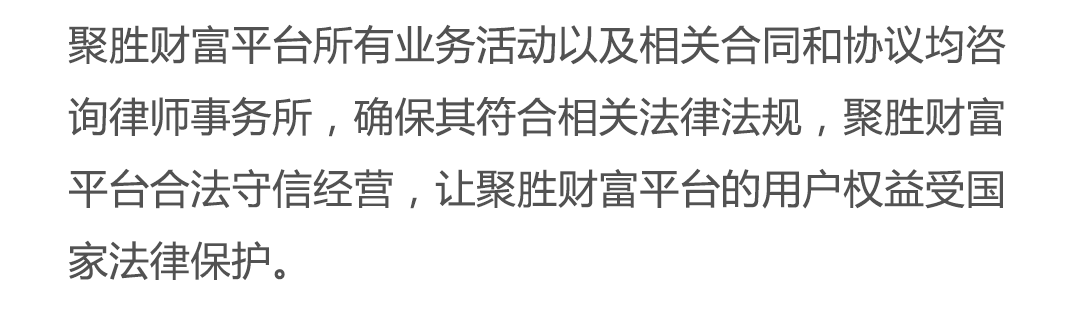 聚胜财富平台所有业务活动以及相关合同和协议均咨
询律师事务所，确保其符合相关法律法规，聚胜财富
平台合法守信经营，让聚胜财富平台的用户权益受国
家法律保护。